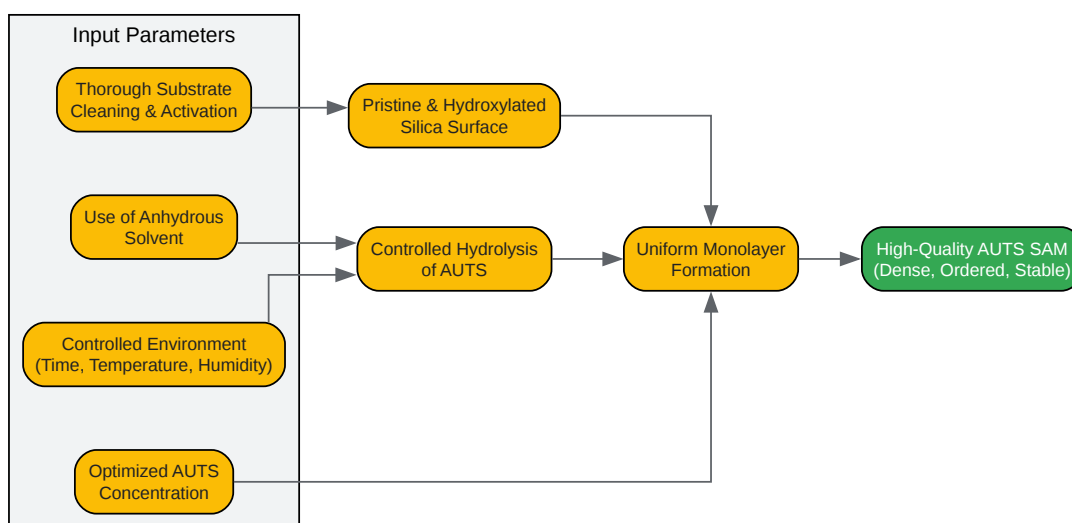 Input Parameters
Thorough Substrate
Cleaning & Activation
Pristine & Hydroxylated
Silica Surface
Use of Anhydrous
Solvent
Controlled Hydrolysis
of AUTS
Uniform Monolayer
Formation
High-Quality AUTS SAM
(Dense, Ordered, Stable)
Controlled Environment
(Time, Temperature, Humidity)
Optimized AUTS
Concentration